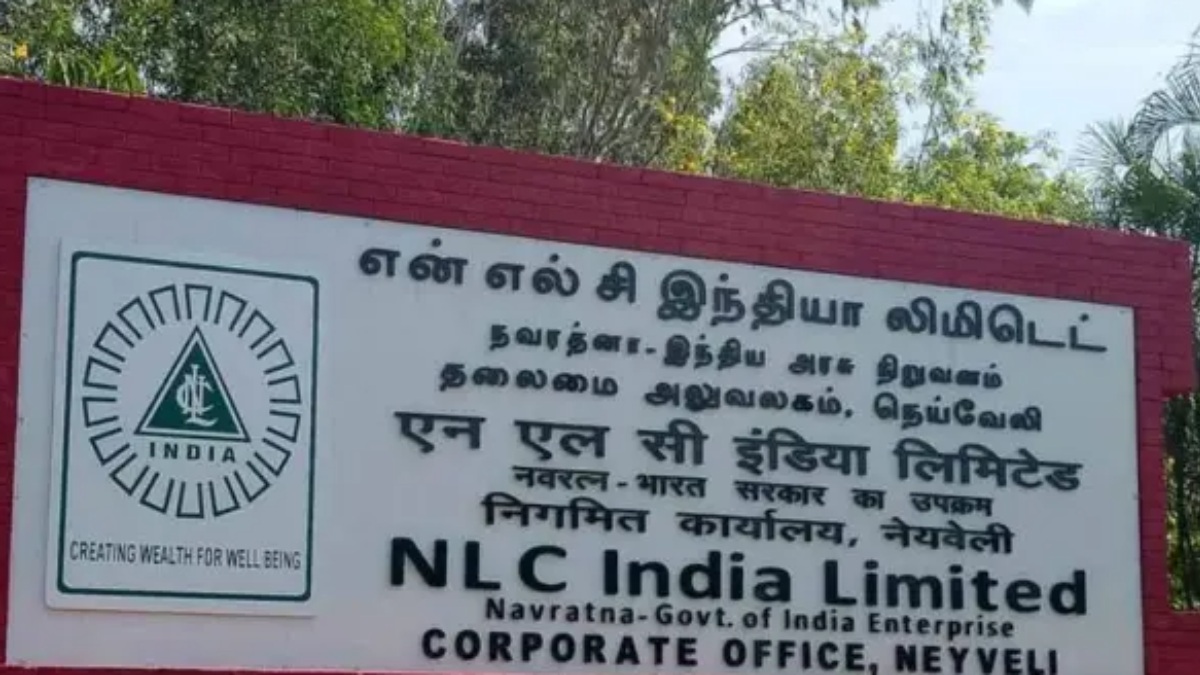 NLC
INDIA
CREATING WEALTH FOR WELL BEING
என் எல் சி இந்தியா லிமிடெட்
நவரத்னா - இந்திய அரசு நிறுவனம்
தலைமை அலுவலகம், நெய்வேலி
एन एल सी इंडिया लिमिटेड
नवरत्न - भारत सरकार का उपक्रम
निगमित कार्यालय, नेयवेली
NLC India Limited
Navratna-Govt. of India Enterprise
CORPORATE OFFICE, NEYVELI